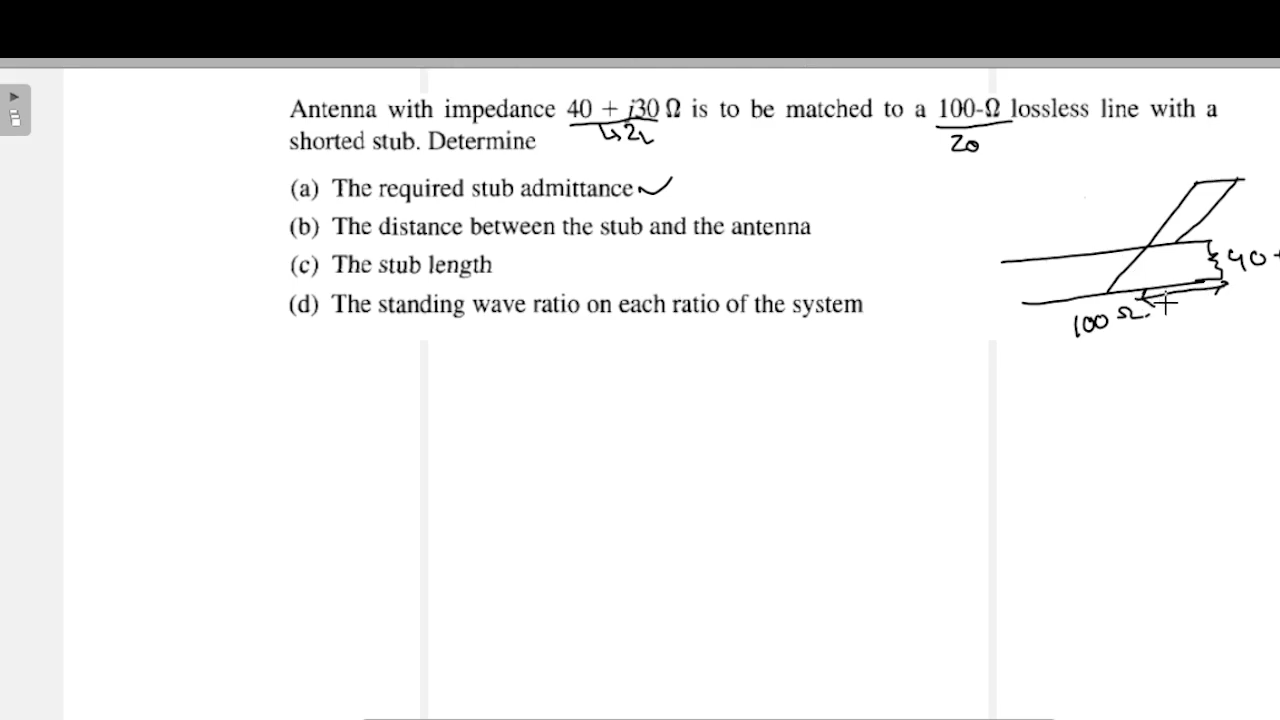 Antenna with impedance 40 + j30 Ω is to be matched to a 100-Ω lossless line with a
↳ZL
Z0
shorted stub. Determine
(a) The required stub admittance ✓
(b) The distance between the stub and the antenna
(c) The stub length
(d) The standing wave ratio on each ratio of the system
40+
100 Ω.